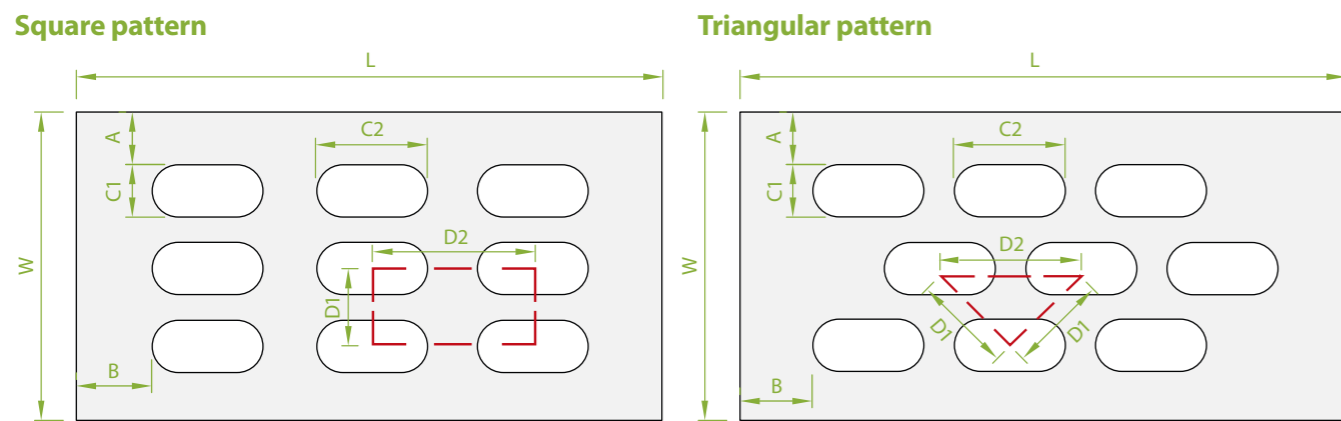 Square pattern
L
A
C2
C1
D2
W
D1
B
Triangular pattern
L
A
C2
C1
D2
W
D1
D1
B